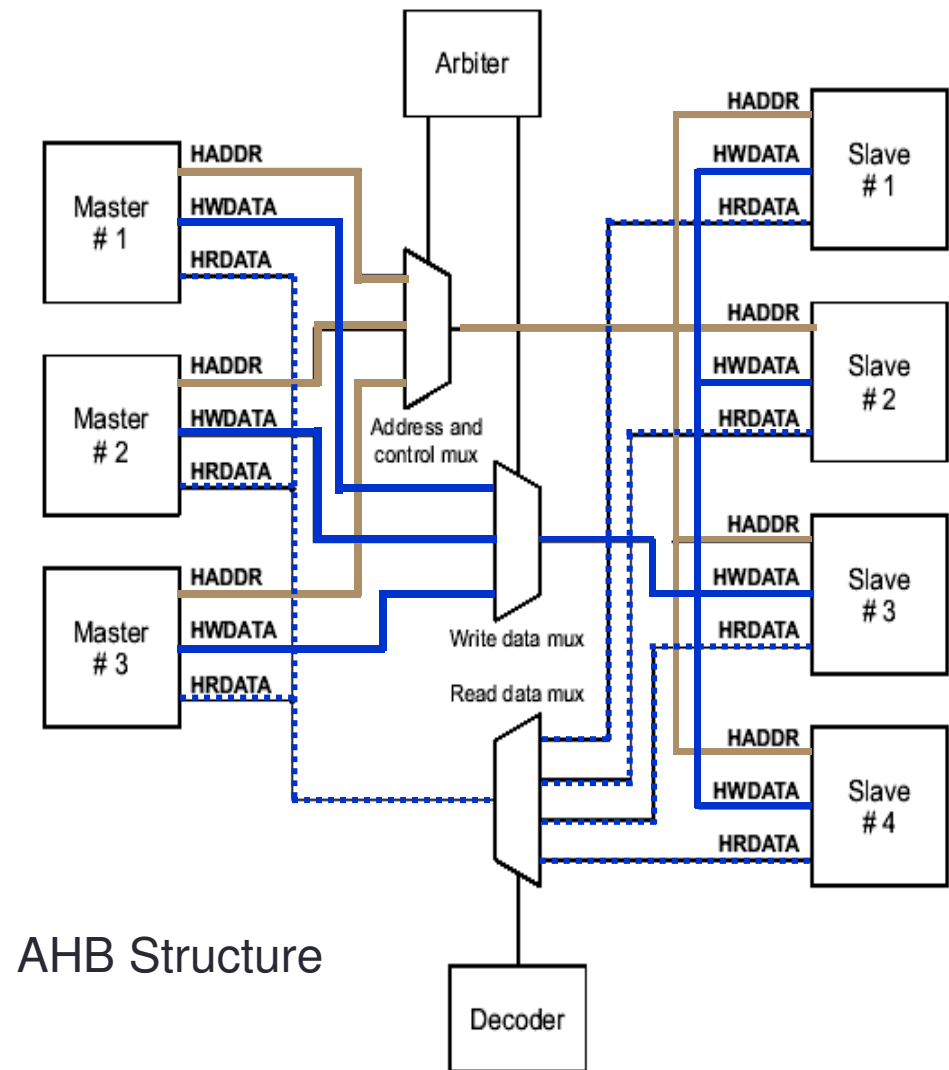 Arbiter
HADDR
HWDATA
HRDATA
Slave
# 1
HADDR
HWDATA
HRDATA
Master
# 1
HADDR
HWDATA
HRDATA
Slave
# 2
HADDR
HWDATA
HRDATA
Master
# 2
Address and
control mux
HADDR
HWDATA
HRDATA
Slave
# 3
HADDR
HWDATA
HRDATA
Master
# 3
Write data mux
Read data mux
HADDR
HWDATA
HRDATA
Slave
# 4
AHB Structure
Decoder